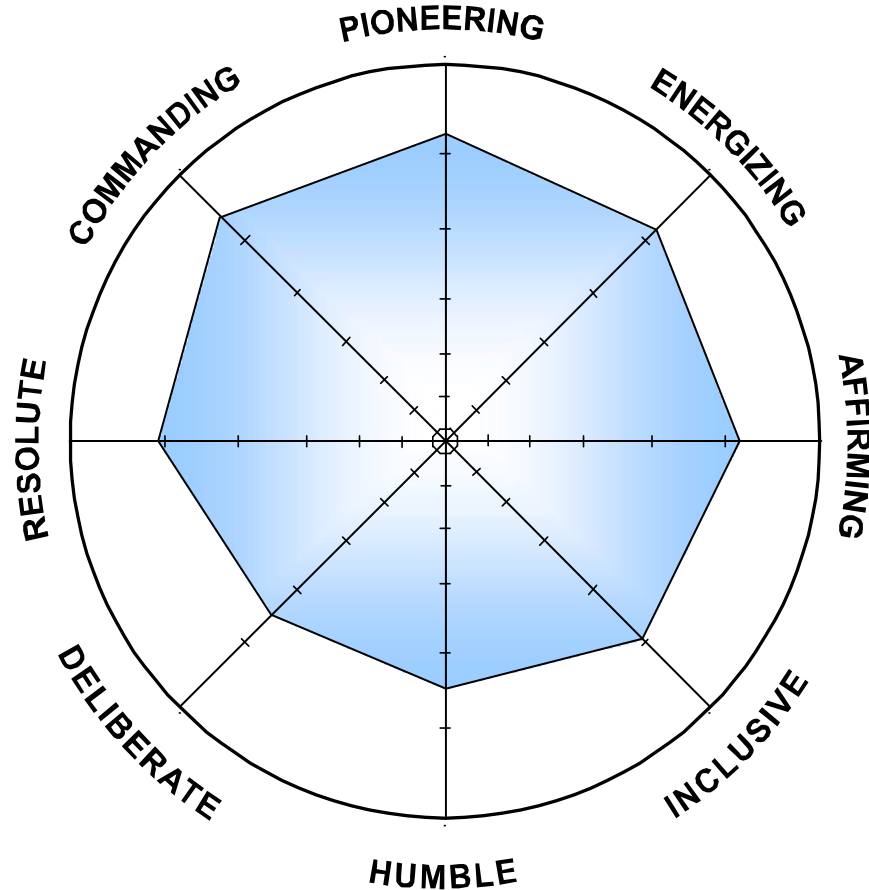 PIONEERING
ENERGIZING
AFFIRMING
INCLUSIVE
HUMBLE
DELIBERATE
RESOLUTE
COMMANDING